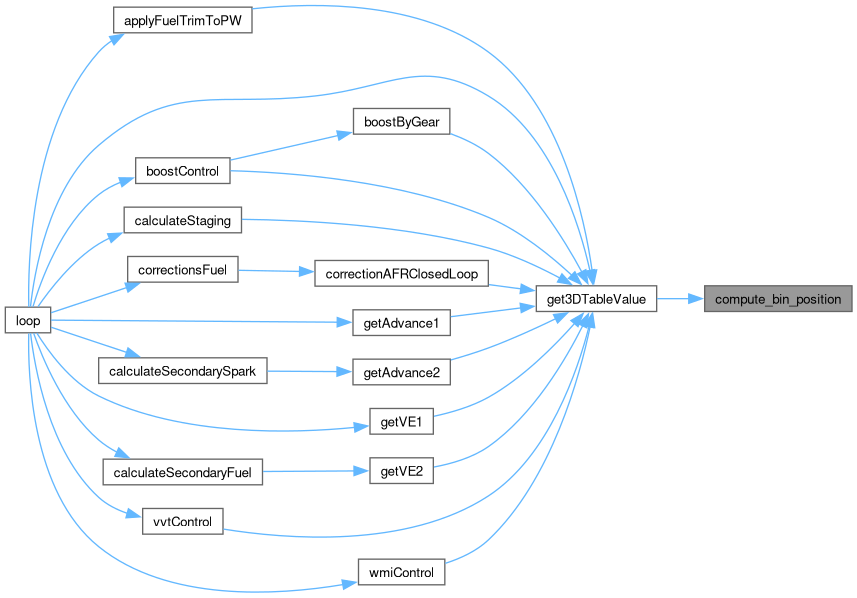 applyFuelTrimToPW
boostByGear
boostControl
calculateStaging
correctionsFuel
correctionAFRClosedLoop
get3DTableValue
compute_bin_position
loop
getAdvance1
calculateSecondarySpark
getAdvance2
getVE1
calculateSecondaryFuel
getVE2
vvtControl
wmiControl